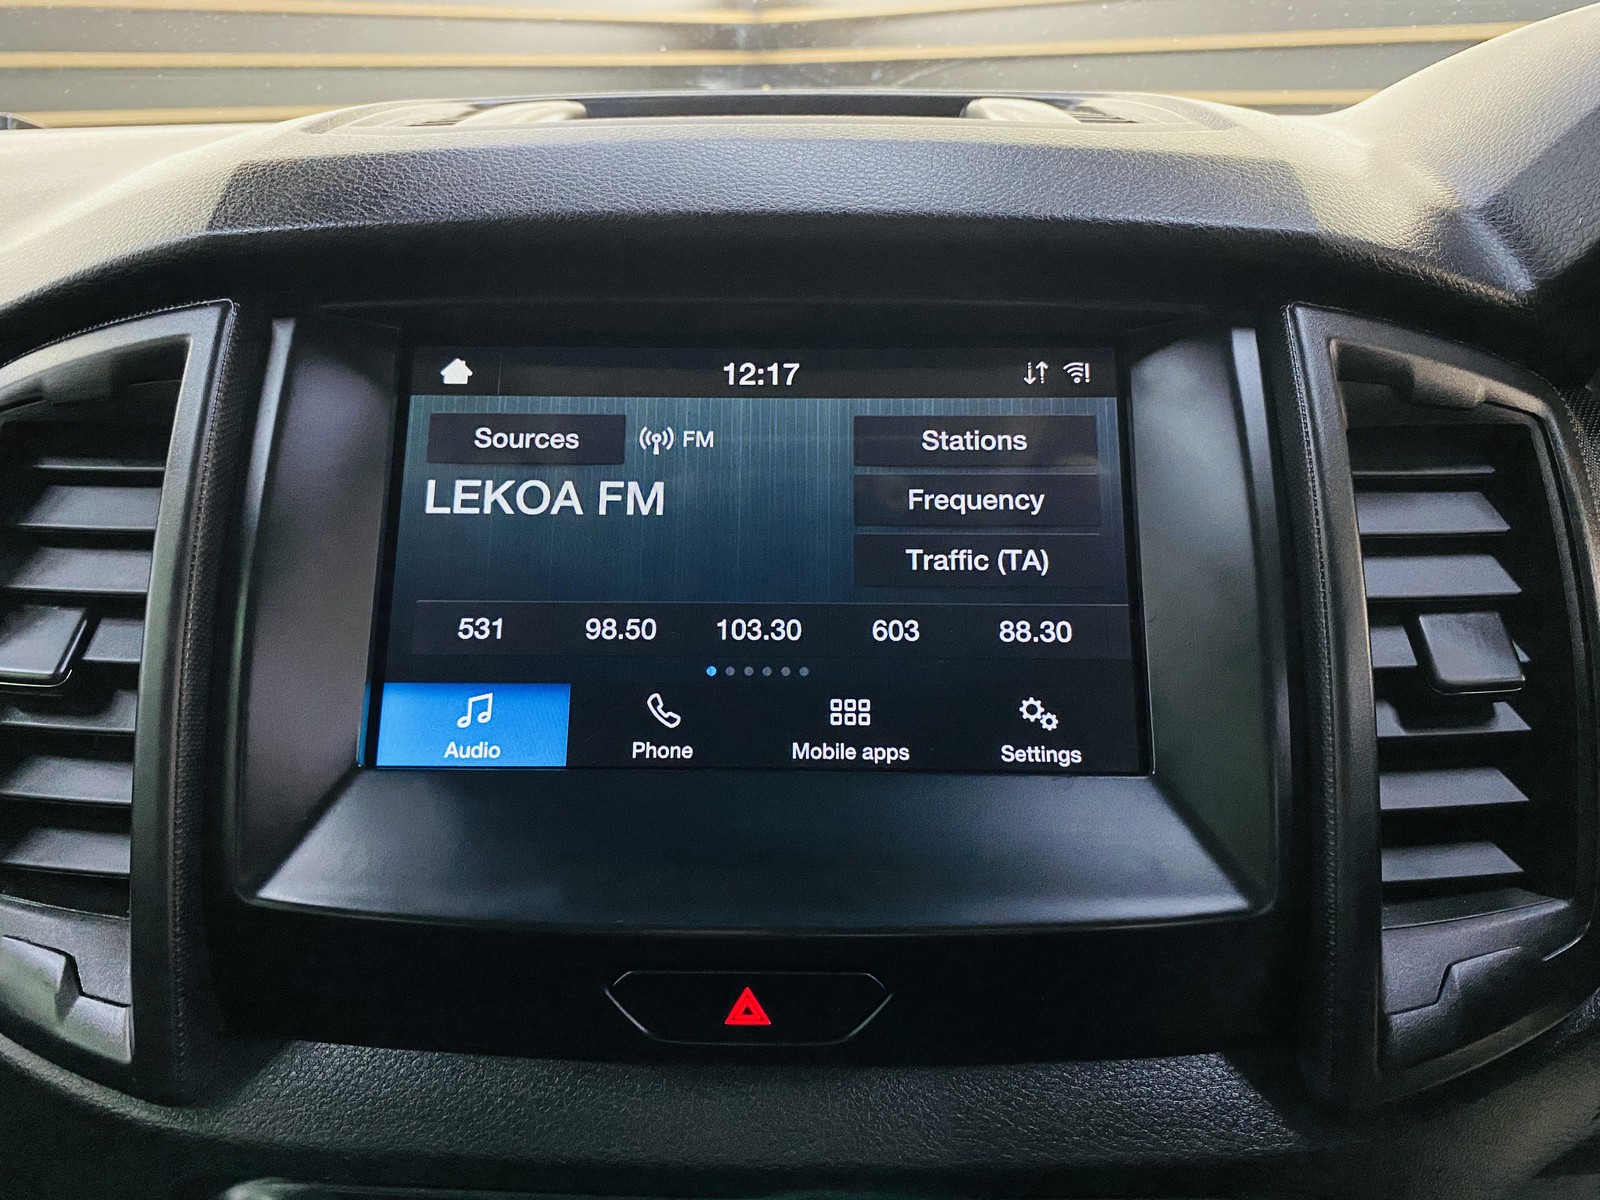 12:17
Sources FM
Stations
LEKOA FM
Frequency
Traffic (TA)
531 98.50 103.30 603 88.30
Audio Phone Mobile apps Settings